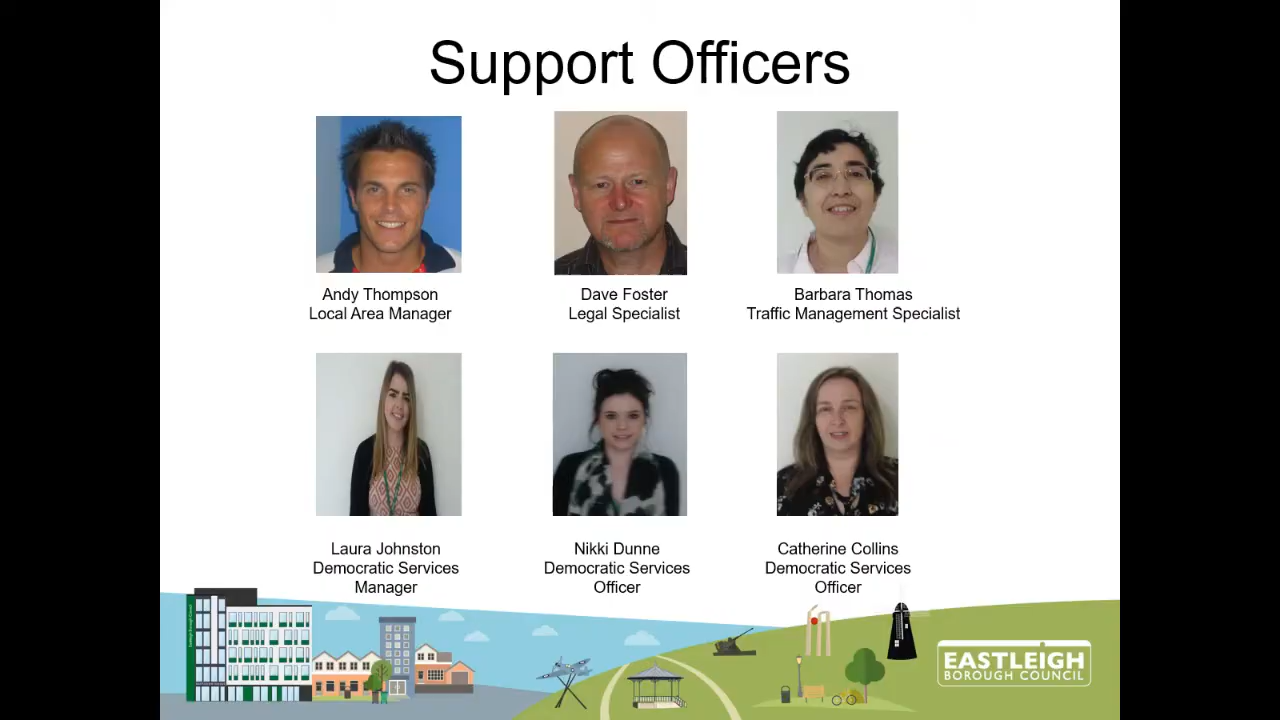 Support Officers
Andy Thompson
Local Area Manager
Dave Foster
Legal Specialist
Barbara Thomas
Traffic Management Specialist
Laura Johnston
Democratic Services
Manager
Nikki Dunne
Democratic Services
Officer
Catherine Collins
Democratic Services
Officer
EASTLEIGH
BOROUGH COUNCIL